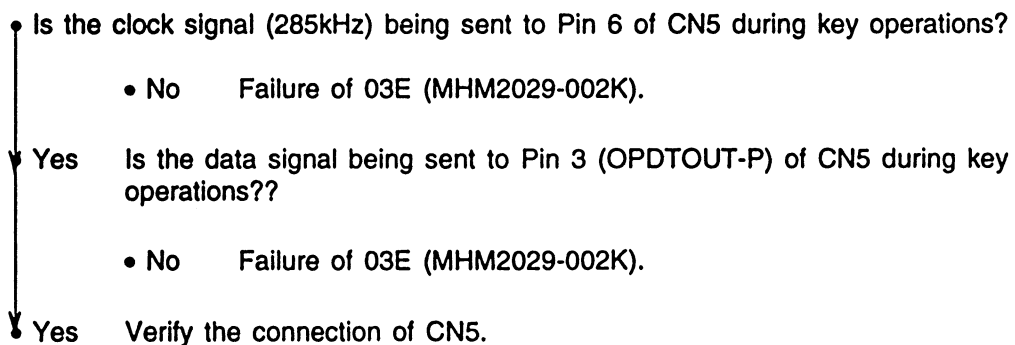 • Is the clock signal (285kHz) being sent to Pin 6 of CN5 during key operations?
• No Failure of 03E (MHM2029-002K).
Yes Is the data signal being sent to Pin 3 (OPDTOUT-P) of CN5 during key
operations??
• No Failure of 03E (MHM2029-002K).
Yes Verify the connection of CN5.